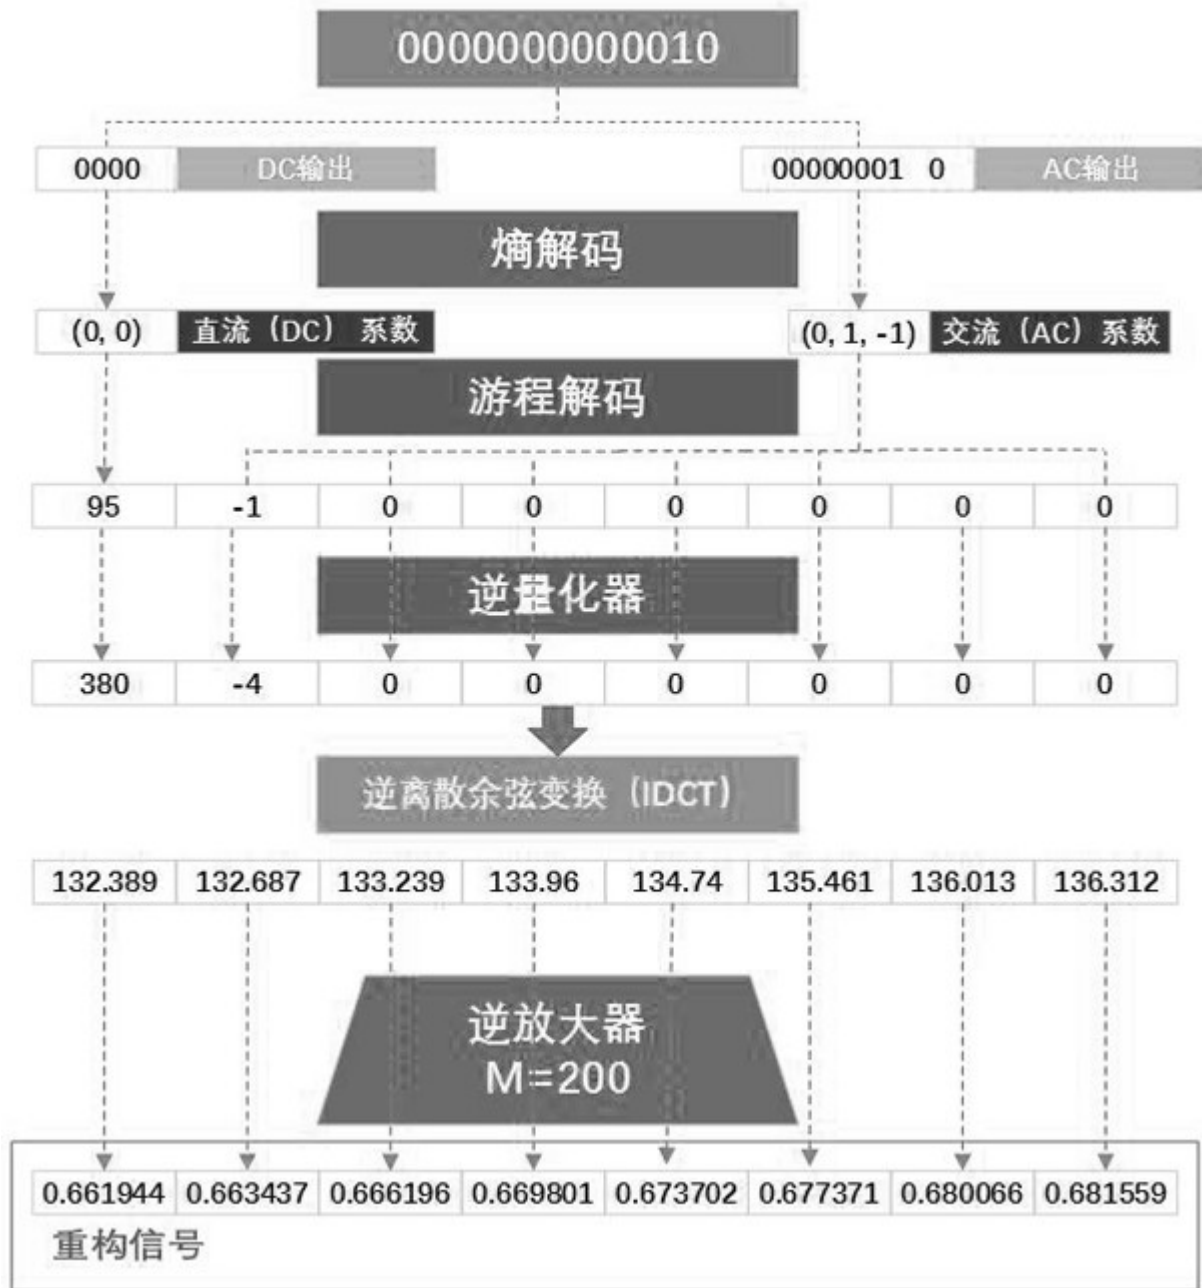 0000000000010
0000 DC输出 00000001 0 AC输出
熵解码
(0, 0) 直流（DC）系数 (0, 1, -1) 交流（AC）系数
游程解码
95 -1 0 0 0 0 0 0
逆量化器
380 -4 0 0 0 0 0 0
逆离散余弦变换（IDCT）
132.389 132.687 133.239 133.96 134.74 135.461 136.013 136.312
逆放大器
M=200
0.661944 0.663437 0.666196 0.669801 0.673702 0.677371 0.680066 0.681559
重构信号